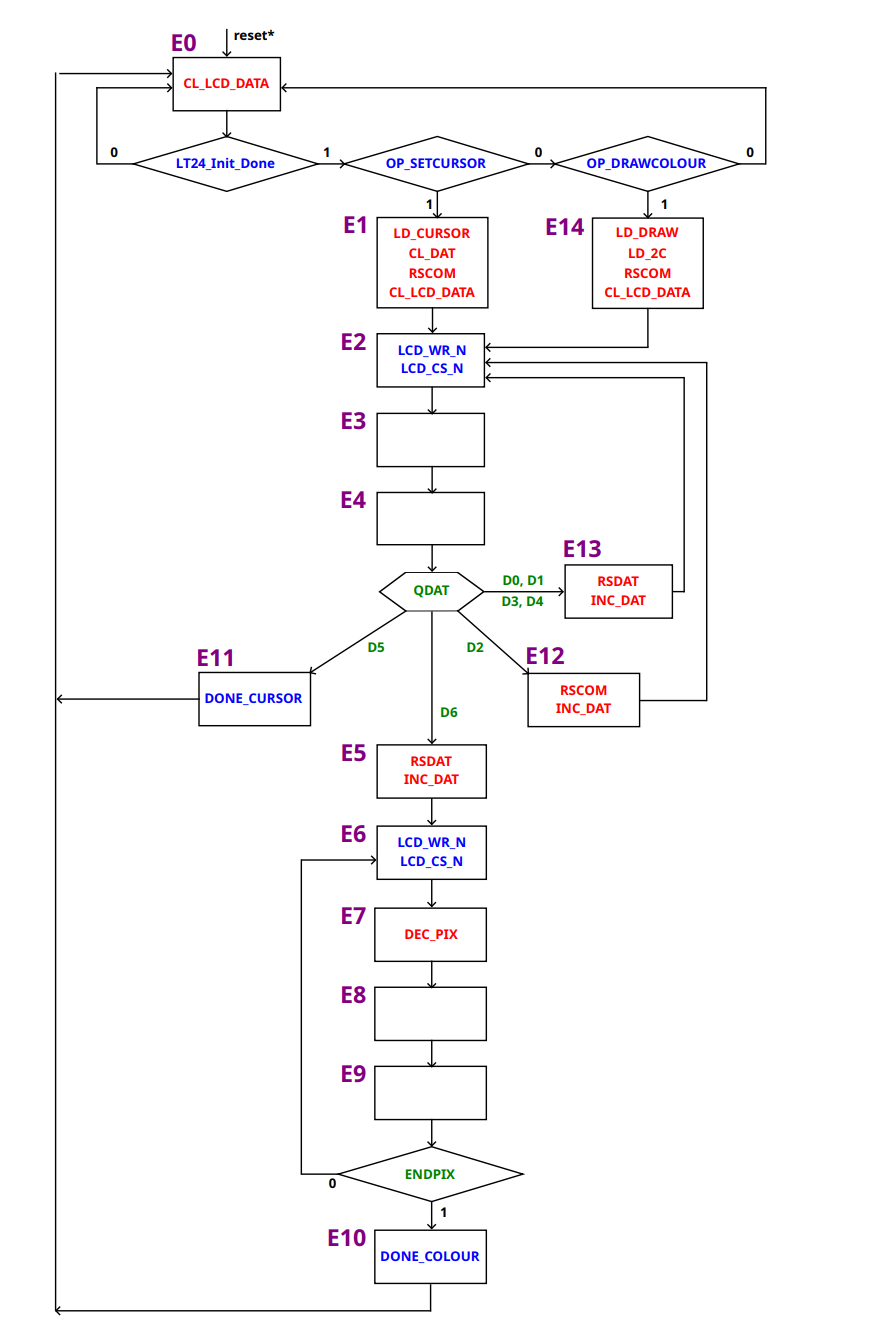 reset*
E0
CL_LCD_DATA
0
LT24_Init_Done
1
OP_SETCURSOR
0
OP_DRAWCOLOUR
0
1
1
E1
LD_CURSOR
CL_DAT
RSCOM
CL_LCD_DATA
E14
LD_DRAW
LD_2C
RSCOM
CL_LCD_DATA
E2
LCD_WR_N
LCD_CS_N
E3
E4
QDAT
D0, D1
D3, D4
E13
RSDAT
INC_DAT
D5
D2
E11
DONE_CURSOR
E12
RSCOM
INC_DAT
D6
E5
RSDAT
INC_DAT
E6
LCD_WR_N
LCD_CS_N
E7
DEC_PIX
E8
E9
ENDPIX
0
1
E10
DONE_COLOUR